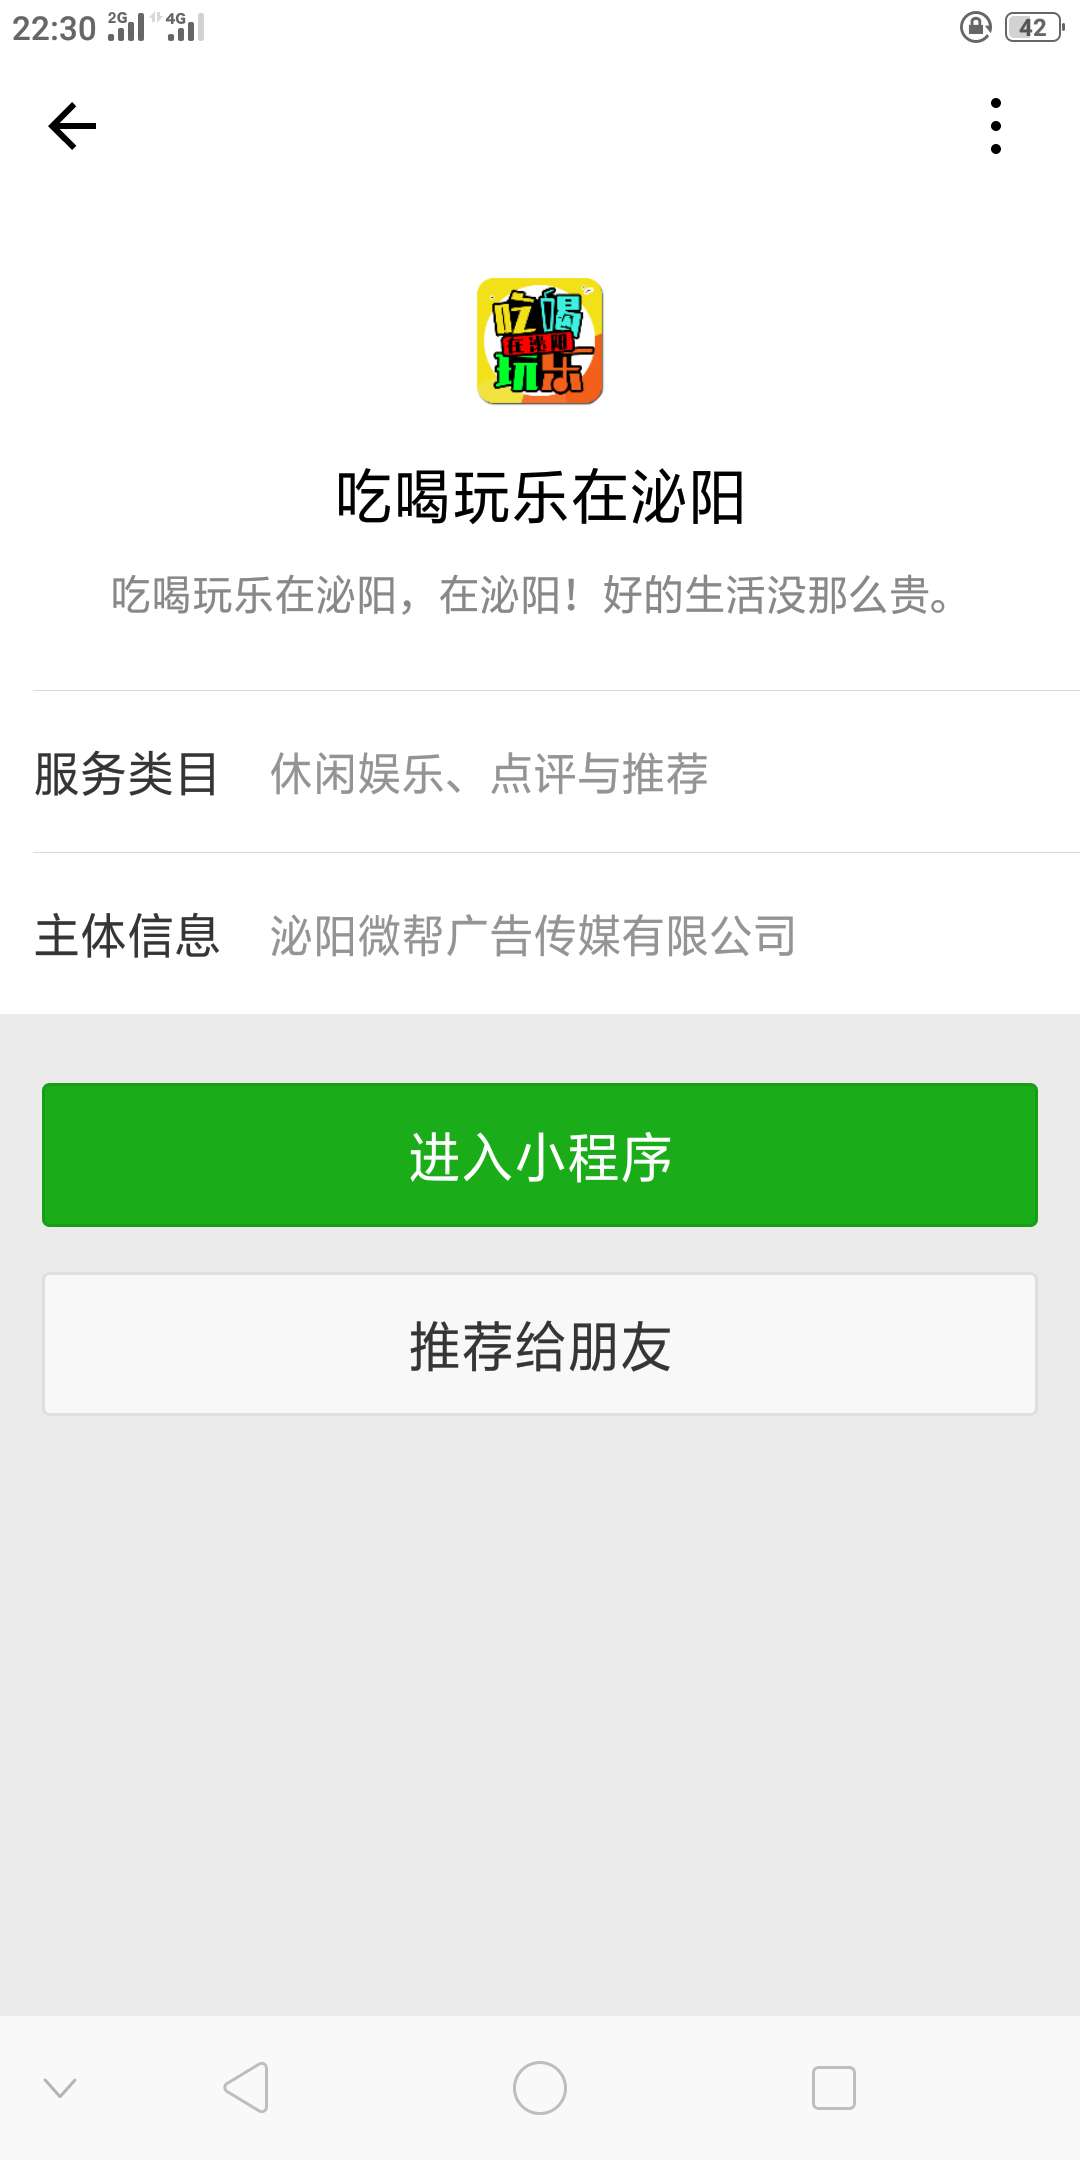 22:30 2G 4G 42
吃喝
在泌阳
玩乐
吃喝玩乐在泌阳
吃喝玩乐在泌阳，在泌阳！好的生活没那么贵。
服务类目 休闲娱乐、点评与推荐
主体信息 泌阳微帮广告传媒有限公司
进入小程序
推荐给朋友